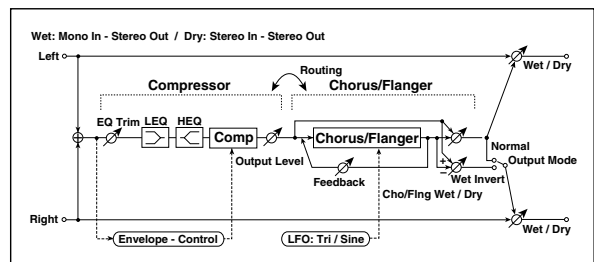 Wet: Mono In - Stereo Out / Dry: Stereo In - Stereo Out
Left
Wet / Dry
Routing
Compressor
Chorus/Flanger
EQ Trim
LEQ
HEQ
Comp
Chorus/Flanger
Output Level
Feedback
+
−
Normal
Output Mode
Wet Invert
Cho/Flng Wet / Dry
Right
Wet / Dry
Envelope - Control
LFO: Tri / Sine